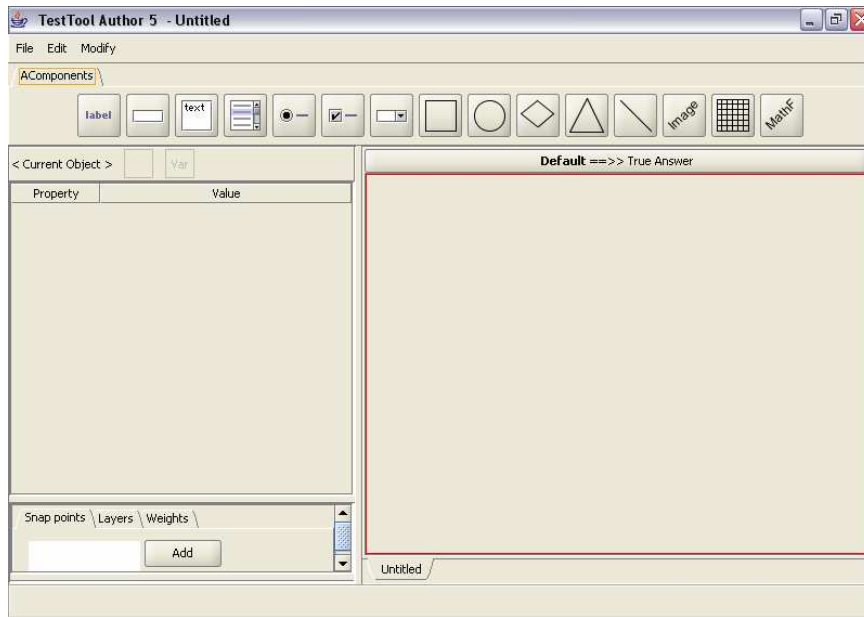 TestTool Author 5 - Untitled
File Edit Modify
AComponents
label text Image MathF
< Current Object > Var
Default ==>> True Answer
Property Value
Snap points Layers Weights
Add
Untitled